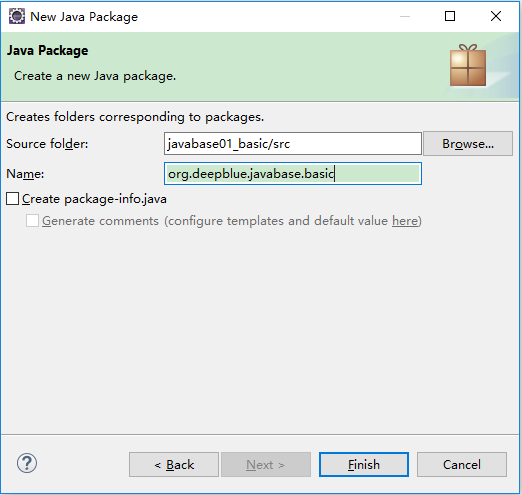 New Java Package
Java Package
Create a new Java package.
Creates folders corresponding to packages.
Source folder: javabase01_basic/src Browse...
Name: org.deepblue.javabase.basic
Create package-info.java
Generate comments (configure templates and default value here)
? < Back Next > Finish Cancel